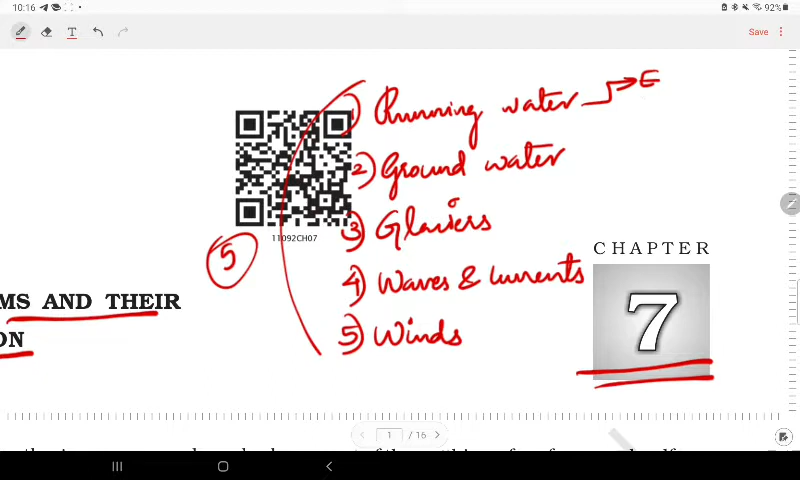 10:16
92%
T
Save
1) Running water → E
2) Ground water
3) Glaciers
4) Waves & Currents
5) Winds
5
11092CH07
CHAPTER
7
MS AND THEIR
ON
1 / 16